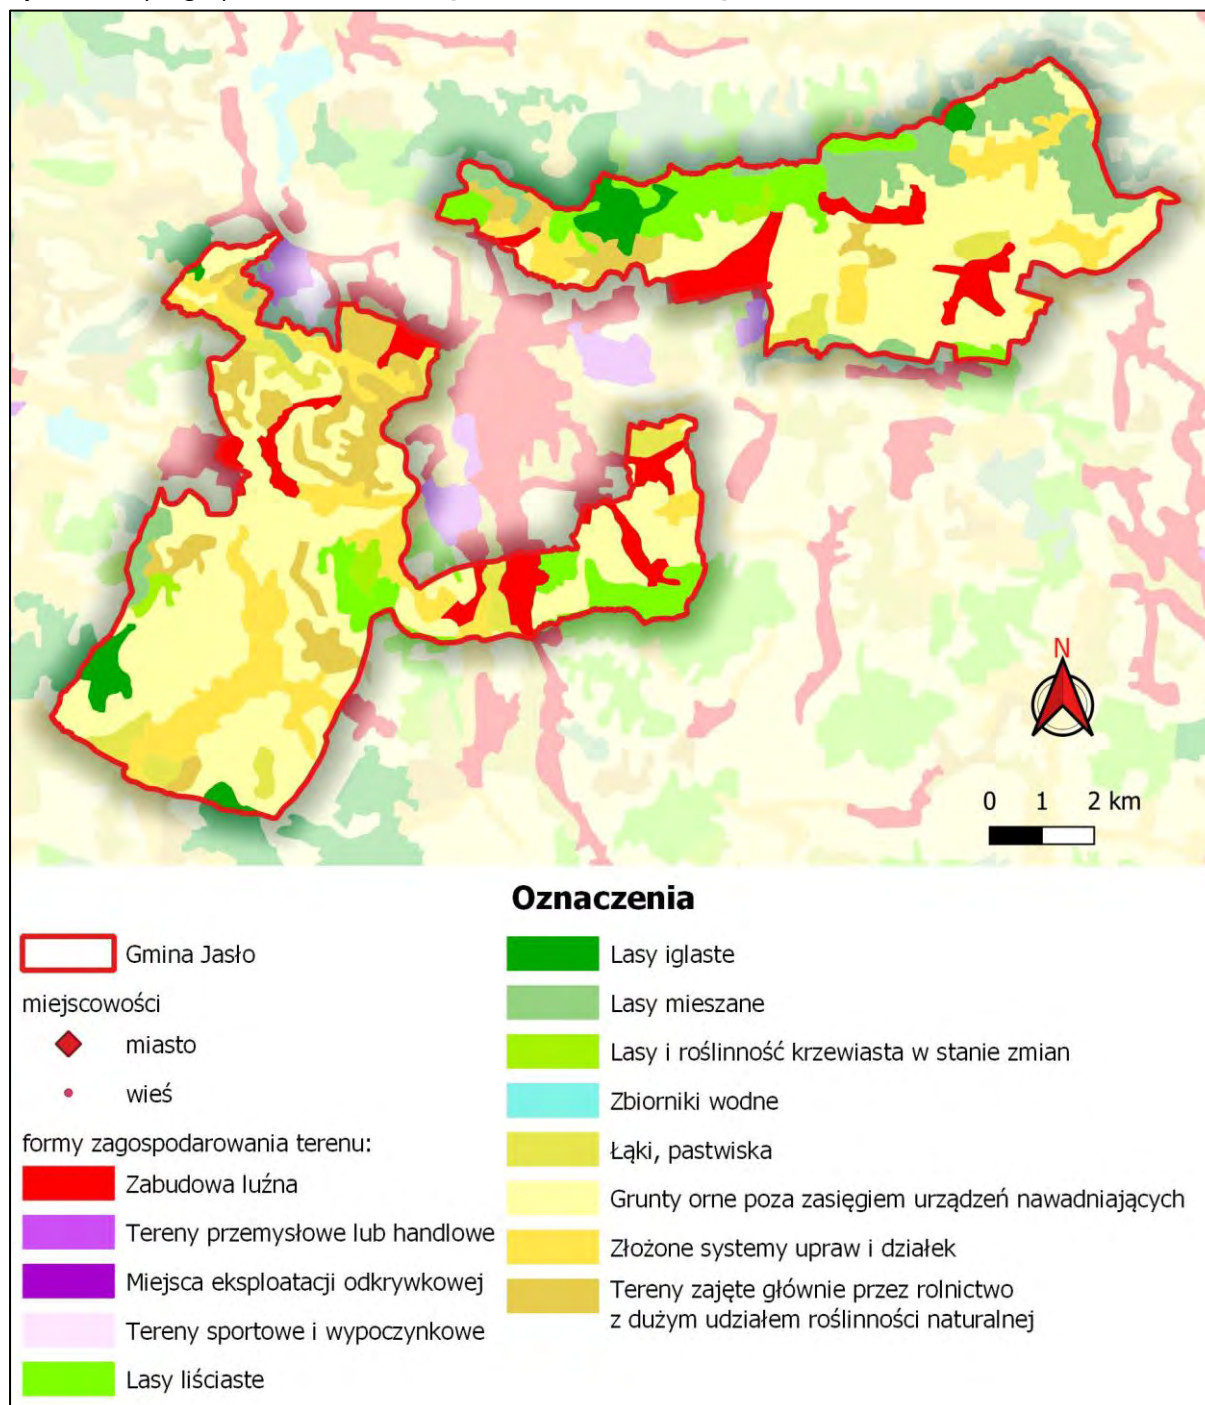 N
0 1 2 km
Oznaczenia
Gmina Jasło
miejscowości
miasto
wieś
formy zagospodarowania terenu:
Zabudowa luźna
Tereny przemysłowe lub handlowe
Miejsca eksploatacji odkrywkowej
Tereny sportowe i wypoczynkowe
Lasy liściaste
Lasy iglaste
Lasy mieszane
Lasy i roślinność krzewiasta w stanie zmian
Zbiorniki wodne
Łąki, pastwiska
Grunty orne poza zasięgiem urządzeń nawadniających
Złożone systemy upraw i działek
Tereny zajęte głównie przez rolnictwo
z dużym udziałem roślinności naturalnej